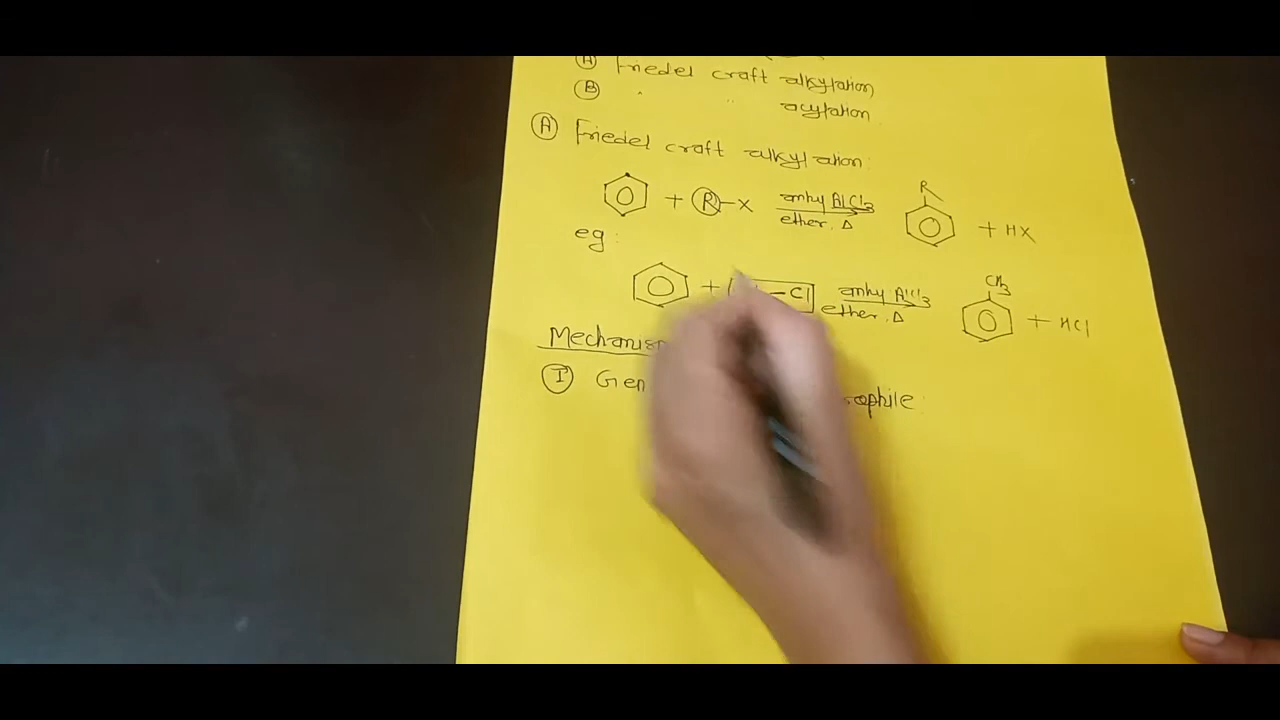 (A) Friedel craft alkylation
(B) " " acylation
(A) Friedel craft alkylation:
+ R-X anhy AlCl3 ether, Δ R + HX
eg:
+ -Cl anhy AlCl3 ether, Δ CH3 + HCl
Mechanism
(I) Gen ophile: